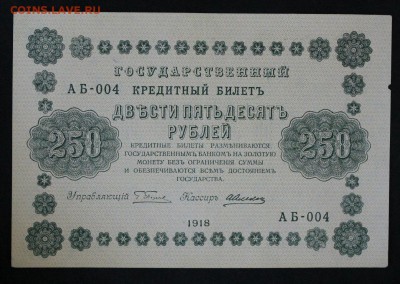 COINS.LAVE.RU
ГОСУДАРСТВЕННЫЙ
АБ-004 КРЕДИТНЫЙ БИЛЕТЪ
ДВѢСТИ ПЯТЬДЕСЯТЪ
РУБЛЕЙ
250 250
КРЕДИТНЫЕ БИЛЕТЫ РАЗМѢНИВАЮТСЯ
ГОСУДАРСТВЕННЫМЪ БАНКОМЪ НА ЗОЛОТУЮ
МОНЕТУ БЕЗЪ ОГРАНИЧЕНІЯ СУММЫ
И ОБЕЗПЕЧИВАЮТСЯ ВСѢМЪ ДОСТОЯНІЕМЪ
ГОСУДАРСТВА.
Управляющій Кассиръ
1918
АБ-004